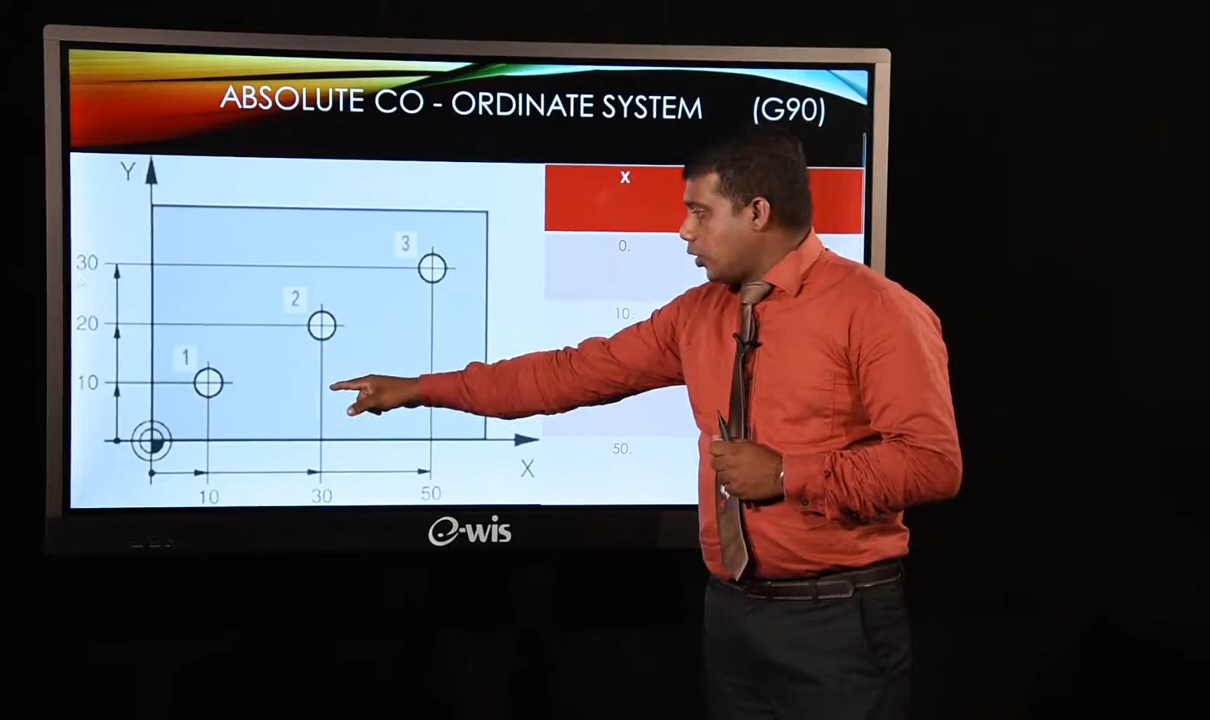 ABSOLUTE CO - ORDINATE SYSTEM (G90)
Y
X
3
0.
30
2
10.
20
1
10
50.
X
10 30 50
e-wis